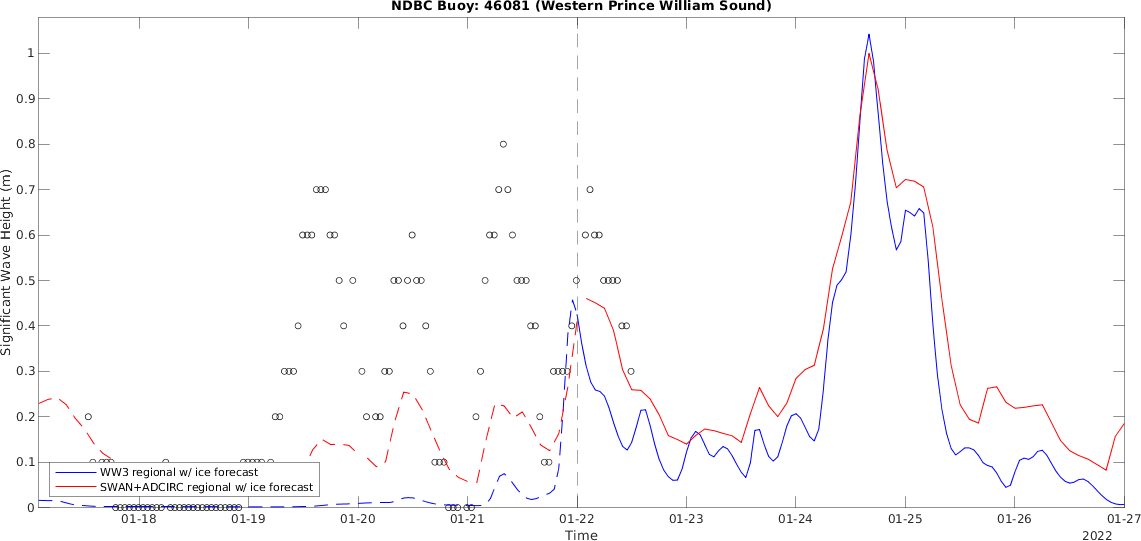 NDBC Buoy: 46081 (Western Prince William Sound)
Significant Wave Height (m)
1
0.9
0.8
0.7
0.6
0.5
0.4
0.3
0.2
0.1
0
WW3 regional w/ ice forecast
SWAN+ADCIRC regional w/ ice forecast
01-18 01-19 01-20 01-21 01-22 01-23 01-24 01-25 01-26 01-27
Time
2022